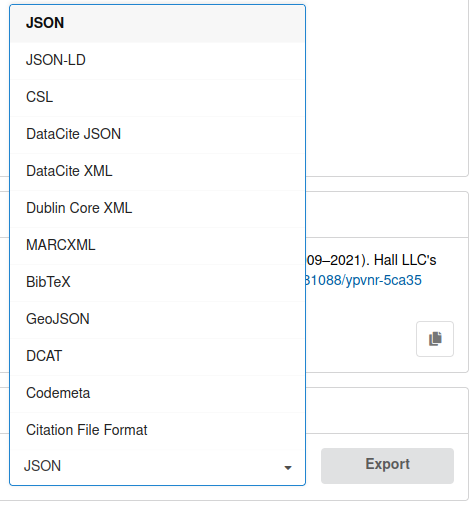 JSON
JSON-LD
CSL
DataCite JSON
DataCite XML
Dublin Core XML
MARCXML
09–2021). Hall LLC's
BibTeX
31088/ypvnr-5ca35
GeoJSON
DCAT
Codemeta
Citation File Format
JSON
Export